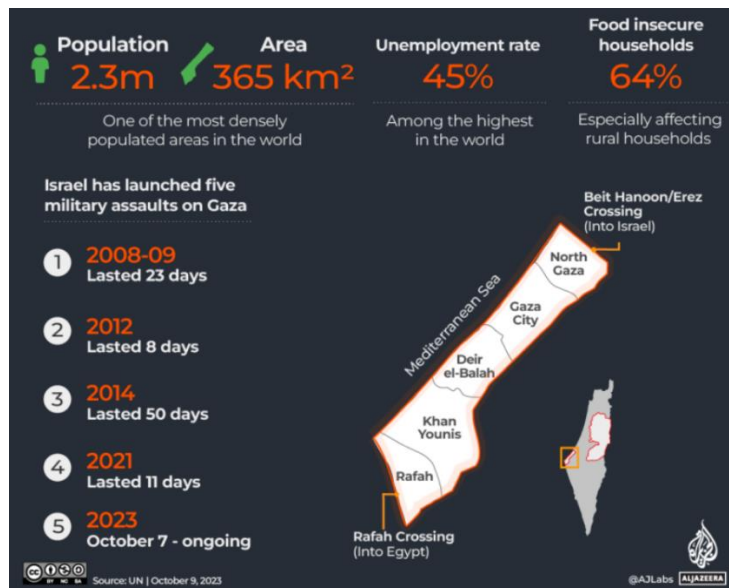 Population
2.3m
Area
365 km²
One of the most densely
populated areas in the world
Unemployment rate
45%
Among the highest
in the world
Food insecure
households
64%
Especially affecting
rural households
Israel has launched five
military assaults on Gaza
1
2008-09
Lasted 23 days
2
2012
Lasted 8 days
3
2014
Lasted 50 days
4
2021
Lasted 11 days
5
2023
October 7 - ongoing
Beit Hanoon/Erez
Crossing
(Into Israel)
North
Gaza
Gaza
City
Mediterranean Sea
Deir
el-Balah
Khan
Younis
Rafah
Rafah Crossing
(Into Egypt)
BY NC SA
Source: UN | October 9, 2023
@AJLabs
ALJAZEERA